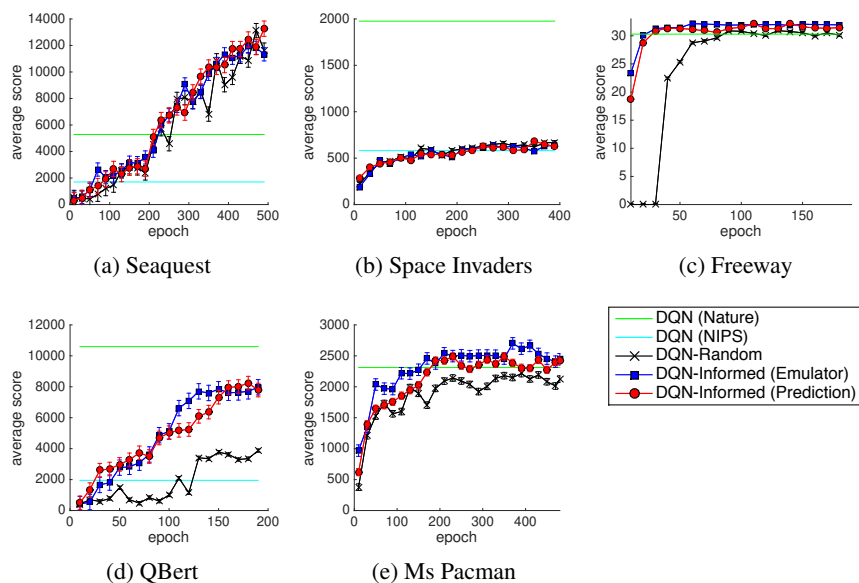 14000
12000
10000
8000
6000
4000
2000
0
average score
0 100 200 300 400 500
epoch
(a) Seaquest
2000
1500
1000
500
0
average score
0 100 200 300 400
epoch
(b) Space Invaders
30
25
20
15
10
5
0
average score
50 100 150
epoch
(c) Freeway
12000
10000
8000
6000
4000
2000
0
average score
0 50 100 150 200
epoch
(d) QBert
3000
2500
2000
1500
1000
500
0
average score
0 100 200 300 400
epoch
(e) Ms Pacman
DQN (Nature)
DQN (NIPS)
DQN-Random
DQN-Informed (Emulator)
DQN-Informed (Prediction)